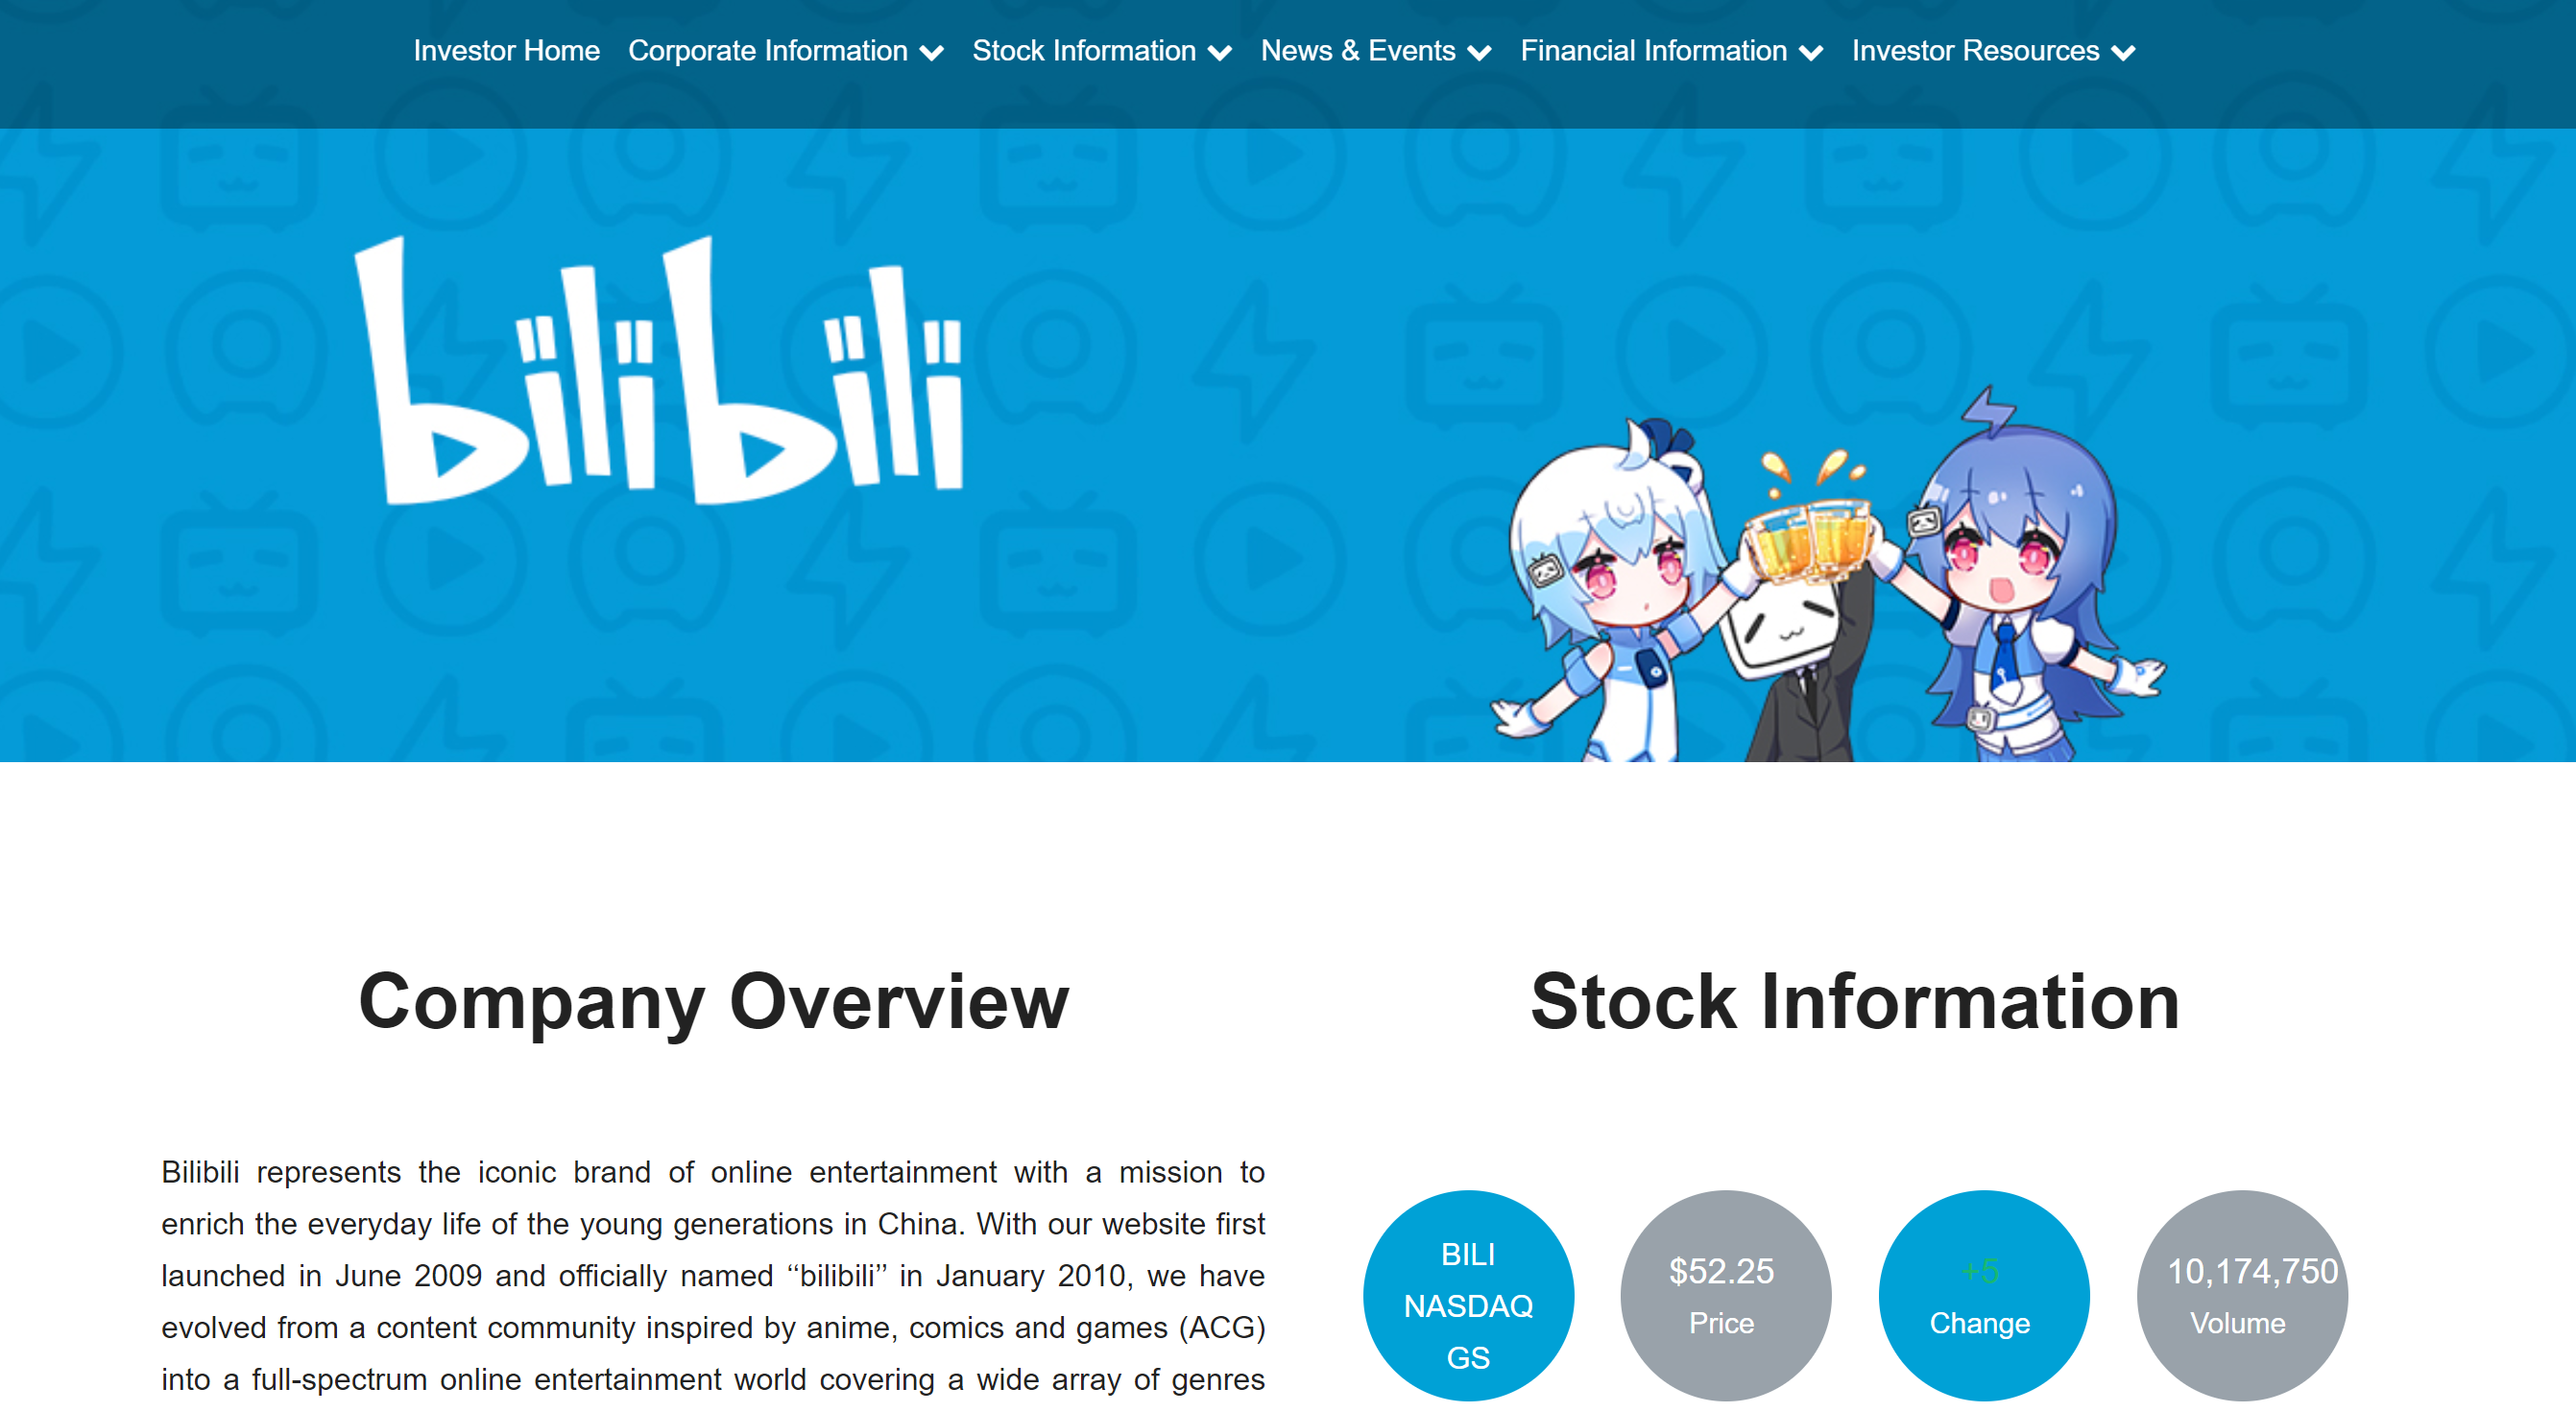 Investor Home Corporate Information Stock Information News & Events Financial Information Investor Resources
bilibili
Company Overview
Bilibili represents the iconic brand of online entertainment with a mission to
enrich the everyday life of the young generations in China. With our website first
launched in June 2009 and officially named “bilibili” in January 2010, we have
evolved from a content community inspired by anime, comics and games (ACG)
into a full-spectrum online entertainment world covering a wide array of genres
Stock Information
BILI
NASDAQ
GS
$52.25
Price
+5
Change
10,174,750
Volume